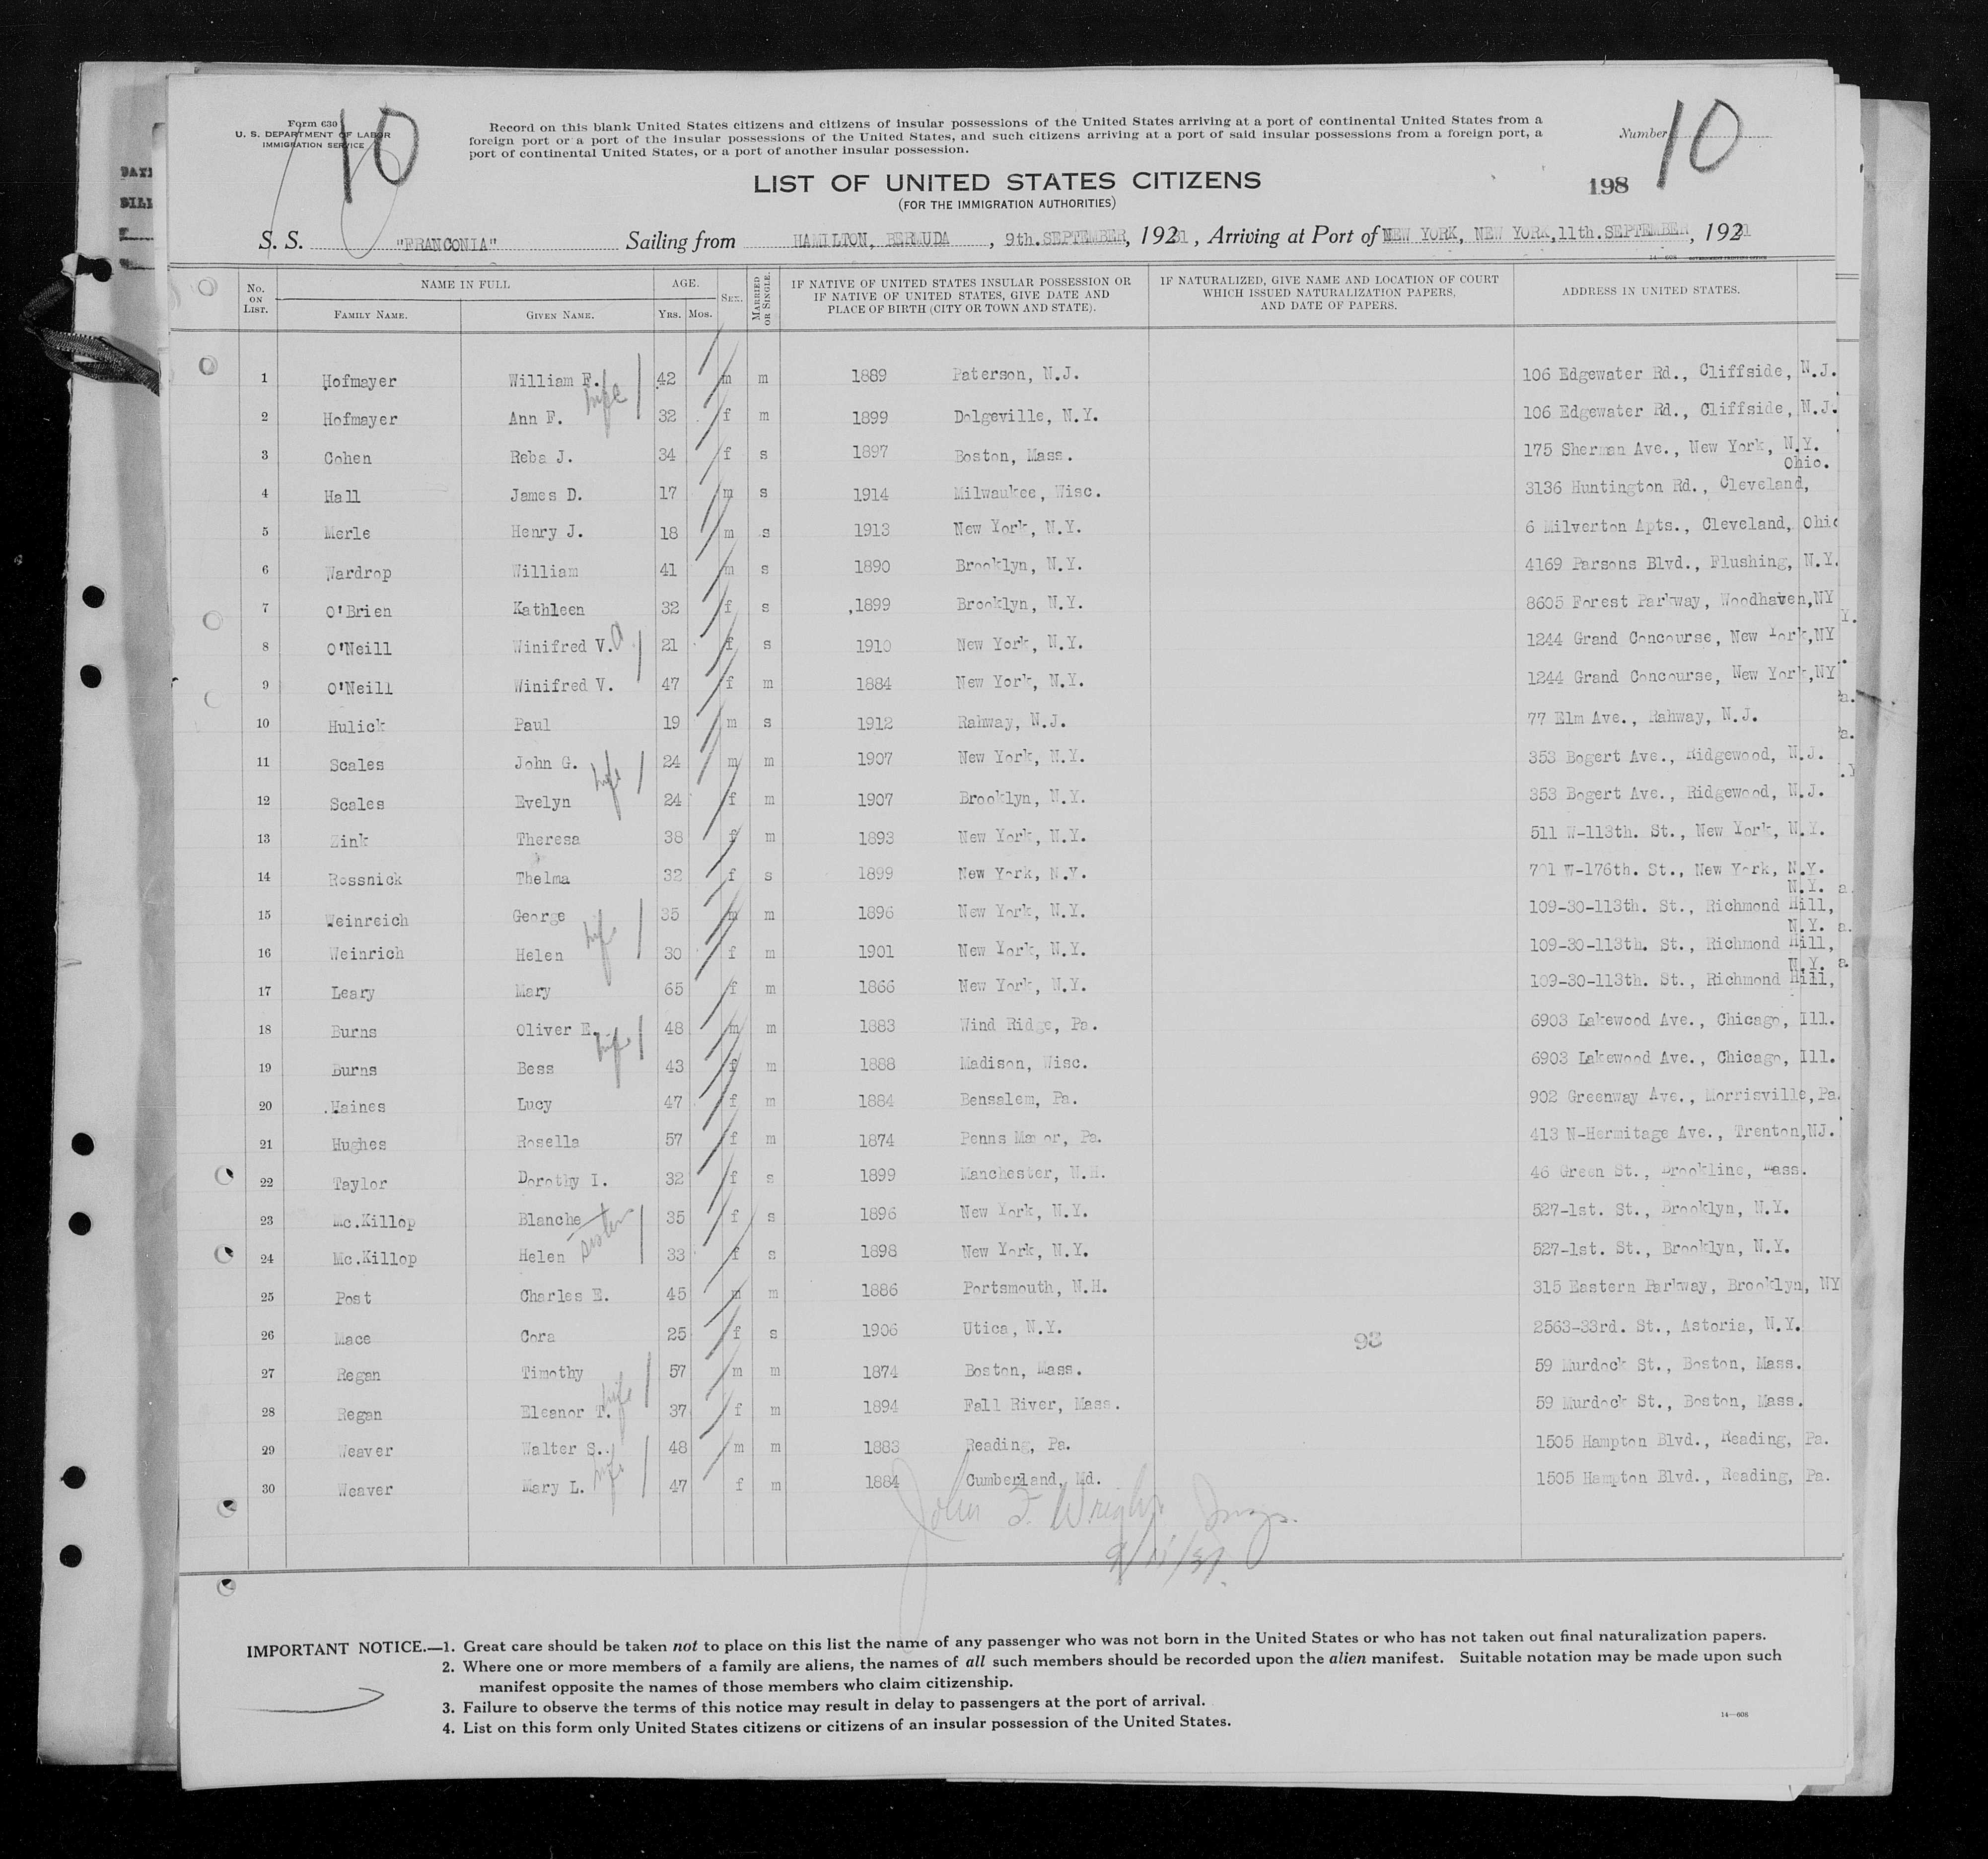 Form 630
U. S. DEPARTMENT OF LABOR
IMMIGRATION SERVICE
10
Record on this blank United States citizens and citizens of insular possessions of the United States arriving at a port of continental United States from a
foreign port or a port of the insular possessions of the United States, and such citizens arriving at a port of said insular possessions from a foreign port, a
port of continental United States, or a port of another insular possession.
Number 10
LIST OF UNITED STATES CITIZENS
(FOR THE IMMIGRATION AUTHORITIES)
198
S. S. "FRANCONIA" Sailing from HAMILTON, BERMUDA, 9th. SEPTEMBER, 1931, Arriving at Port of NEW YORK, NEW YORK, 11th. SEPTEMBER, 1931
14—608 GOVERNMENT PRINTING OFFICE
No. ON LIST. NAME IN FULL FAMILY NAME. GIVEN NAME. AGE. YRS. MOS. SEX. MARRIED OR SINGLE. IF NATIVE OF UNITED STATES INSULAR POSSESSION OR IF NATIVE OF UNITED STATES, GIVE DATE AND PLACE OF BIRTH (CITY OR TOWN AND STATE). IF NATURALIZED, GIVE NAME AND LOCATION OF COURT WHICH ISSUED NATURALIZATION PAPERS, AND DATE OF PAPERS. ADDRESS IN UNITED STATES.
1 Hofmayer William F. 42 m m 1889 Paterson, N.J. 106 Edgewater Rd., Cliffside, N.J.
2 Hofmayer Ann F. wife 32 f m 1899 Dolgeville, N.Y. 106 Edgewater Rd., Cliffside, N.J.
3 Cohen Reba J. 34 f s 1897 Boston, Mass. 175 Sherman Ave., New York, N.Y.
4 Hall James D. 17 m s 1914 Milwaukee, Wisc. 3136 Huntington Rd., Cleveland, Ohio.
5 Merle Henry J. 18 m s 1913 New York, N.Y. 6 Milverton Apts., Cleveland, Ohio
6 Wardrop William 41 m s 1890 Brooklyn, N.Y. 4169 Parsons Blvd., Flushing, N.Y.
7 O'Brien Kathleen 32 f s 1899 Brooklyn, N.Y. 8605 Forest Parkway, Woodhaven,NY
8 O'Neill Winifred V. 21 f s 1910 New York, N.Y. 1244 Grand Concourse, New York,NY
9 O'Neill Winifred V. 47 f m 1884 New York, N.Y. 1244 Grand Concourse, New York,NY
10 Hulick Paul 19 m s 1912 Rahway, N.J. 77 Elm Ave., Rahway, N.J.
11 Scales John G. 24 m m 1907 New York, N.Y. 353 Bogert Ave., Ridgewood, N.J.
12 Scales Evelyn wife 24 f m 1907 Brooklyn, N.Y. 353 Bogert Ave., Ridgewood, N.J.
13 Zink Theresa 38 f m 1893 New York, N.Y. 511 W-113th. St., New York, N.Y.
14 Rossnick Thelma 32 f s 1899 New York, N.Y. 701 W-176th. St., New York, N.Y.
15 Weinreich George 35 m m 1896 New York, N.Y. 109-30-113th. St., Richmond Hill, N.Y.
16 Weinrich Helen wife 30 f m 1901 New York, N.Y. 109-30-113th. St., Richmond Hill, N.Y.
17 Leary Mary 65 f m 1866 New York, N.Y. 109-30-113th. St., Richmond Hill, N.Y.
18 Burns Oliver E. 48 m m 1883 Wind Ridge, Pa. 6903 Lakewood Ave., Chicago, Ill.
19 Burns Bess wife 43 f m 1888 Madison, Wisc. 6903 Lakewood Ave., Chicago, Ill.
20 Haines Lucy 47 f m 1884 Bensalem, Pa. 902 Greenway Ave., Morrisville,Pa.
21 Hughes Rosella 57 f m 1874 Penns Manor, Pa. 413 N-Hermitage Ave., Trenton,NJ.
22 Taylor Dorothy I. 32 f s 1899 Manchester, N.H. 46 Green St., Brookline, Mass.
23 Mc.Killop Blanche 35 f s 1896 New York, N.Y. 527-1st. St., Brooklyn, N.Y.
24 Mc.Killop Helen sister 33 f s 1898 New York, N.Y. 527-1st. St., Brooklyn, N.Y.
25 Post Charles E. 45 m m 1886 Portsmouth, N.H. 315 Eastern Parkway, Brooklyn, NY
26 Mace Cora 25 f s 1906 Utica, N.Y. 93 2563-33rd. St., Astoria, N.Y.
27 Regan Timothy 57 m m 1874 Boston, Mass. 59 Murdock St., Boston, Mass.
28 Regan Eleanor T. wife 37 f m 1894 Fall River, Mass. 59 Murdock St., Boston, Mass.
29 Weaver Walter S. 48 m m 1883 Reading, Pa. 1505 Hampton Blvd., Reading, Pa.
30 Weaver Mary L. wife 47 f m 1884 Cumberland, Md. 1505 Hampton Blvd., Reading, Pa.
John F. Wright Insp.
9/11/31.
IMPORTANT NOTICE.—1. Great care should be taken not to place on this list the name of any passenger who was not born in the United States or who has not taken out final naturalization papers.
2. Where one or more members of a family are aliens, the names of all such members should be recorded upon the alien manifest. Suitable notation may be made upon such
manifest opposite the names of those members who claim citizenship.
3. Failure to observe the terms of this notice may result in delay to passengers at the port of arrival.
4. List on this form only United States citizens or citizens of an insular possession of the United States.
14—608